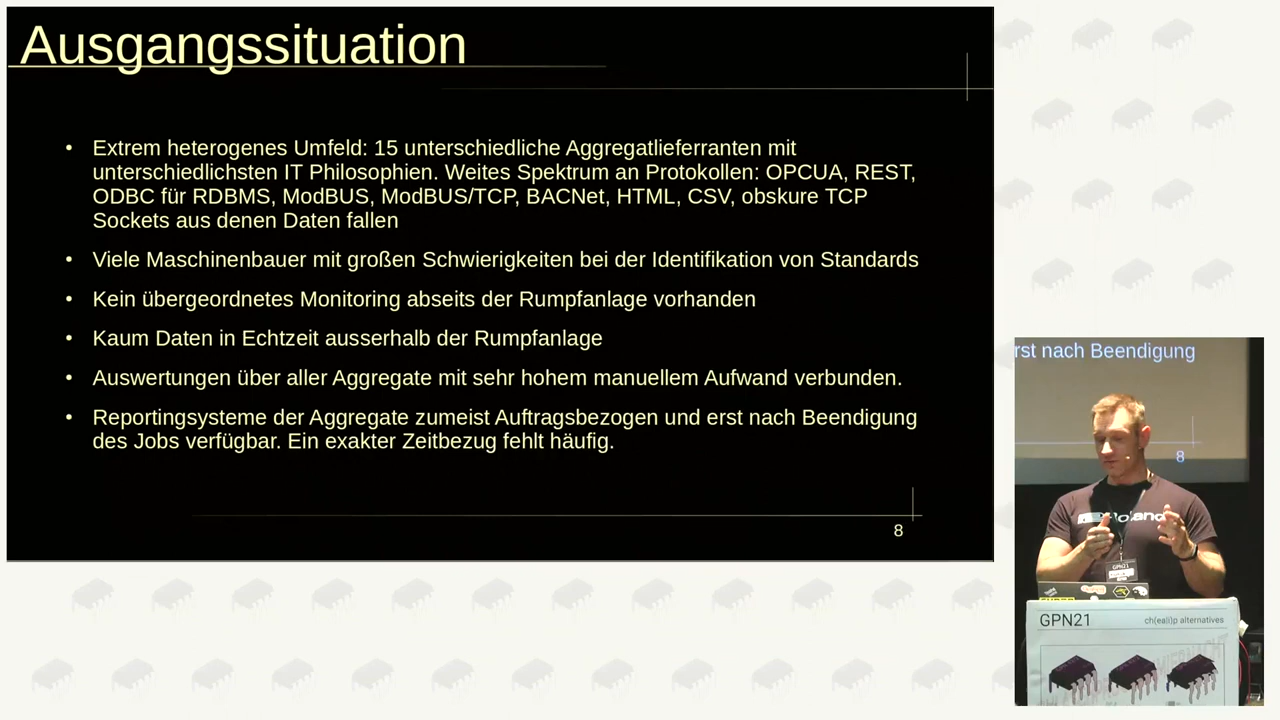 Ausgangssituation
• Extrem heterogenes Umfeld: 15 unterschiedliche Aggregatlieferranten mit
unterschiedlichsten IT Philosophien. Weites Spektrum an Protokollen: OPCUA, REST,
ODBC für RDBMS, ModBUS, ModBUS/TCP, BACNet, HTML, CSV, obskure TCP
Sockets aus denen Daten fallen
• Viele Maschinenbauer mit großen Schwierigkeiten bei der Identifikation von Standards
• Kein übergeordnetes Monitoring abseits der Rumpfanlage vorhanden
• Kaum Daten in Echtzeit ausserhalb der Rumpfanlage
• Auswertungen über aller Aggregate mit sehr hohem manuellem Aufwand verbunden.
• Reportingsysteme der Aggregate zumeist Auftragsbezogen und erst nach Beendigung
des Jobs verfügbar. Ein exakter Zeitbezug fehlt häufig.
8
rst nach Beendigung
8
Roland
GPN21
GPN21
ch(eai)p alternatives